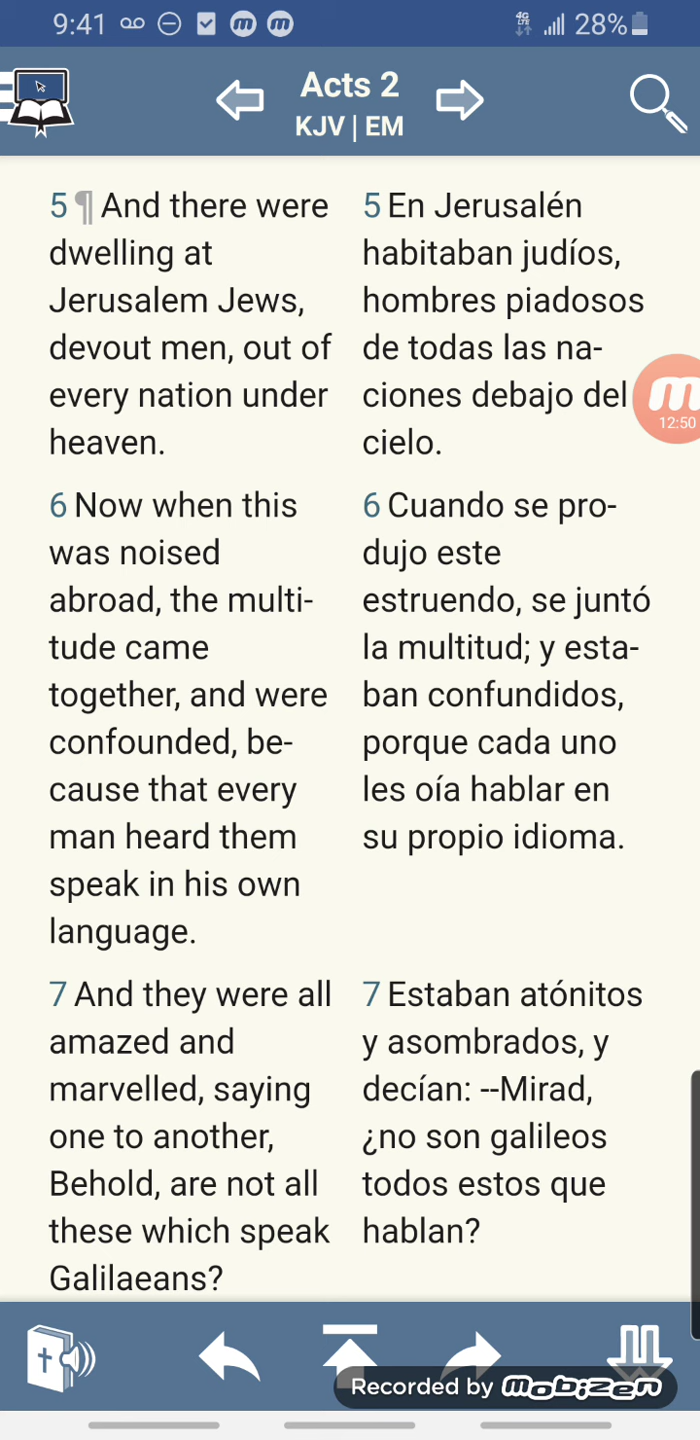 9:41
4G
LTE
28%
Acts 2
KJV | EM
5 ¶ And there were
dwelling at
Jerusalem Jews,
devout men, out of
every nation under
heaven.
6 Now when this
was noised
abroad, the multi-
tude came
together, and were
confounded, be-
cause that every
man heard them
speak in his own
language.
7 And they were all
amazed and
marvelled, saying
one to another,
Behold, are not all
these which speak
Galilaeans?
5 En Jerusalén
habitaban judíos,
hombres piadosos
de todas las na-
ciones debajo del
cielo.
6 Cuando se pro-
dujo este
estruendo, se juntó
la multitud; y esta-
ban confundidos,
porque cada uno
les oía hablar en
su propio idioma.
7 Estaban atónitos
y asombrados, y
decían: --Mirad,
¿no son galileos
todos estos que
hablan?
m
12:50
Recorded by Mobizen